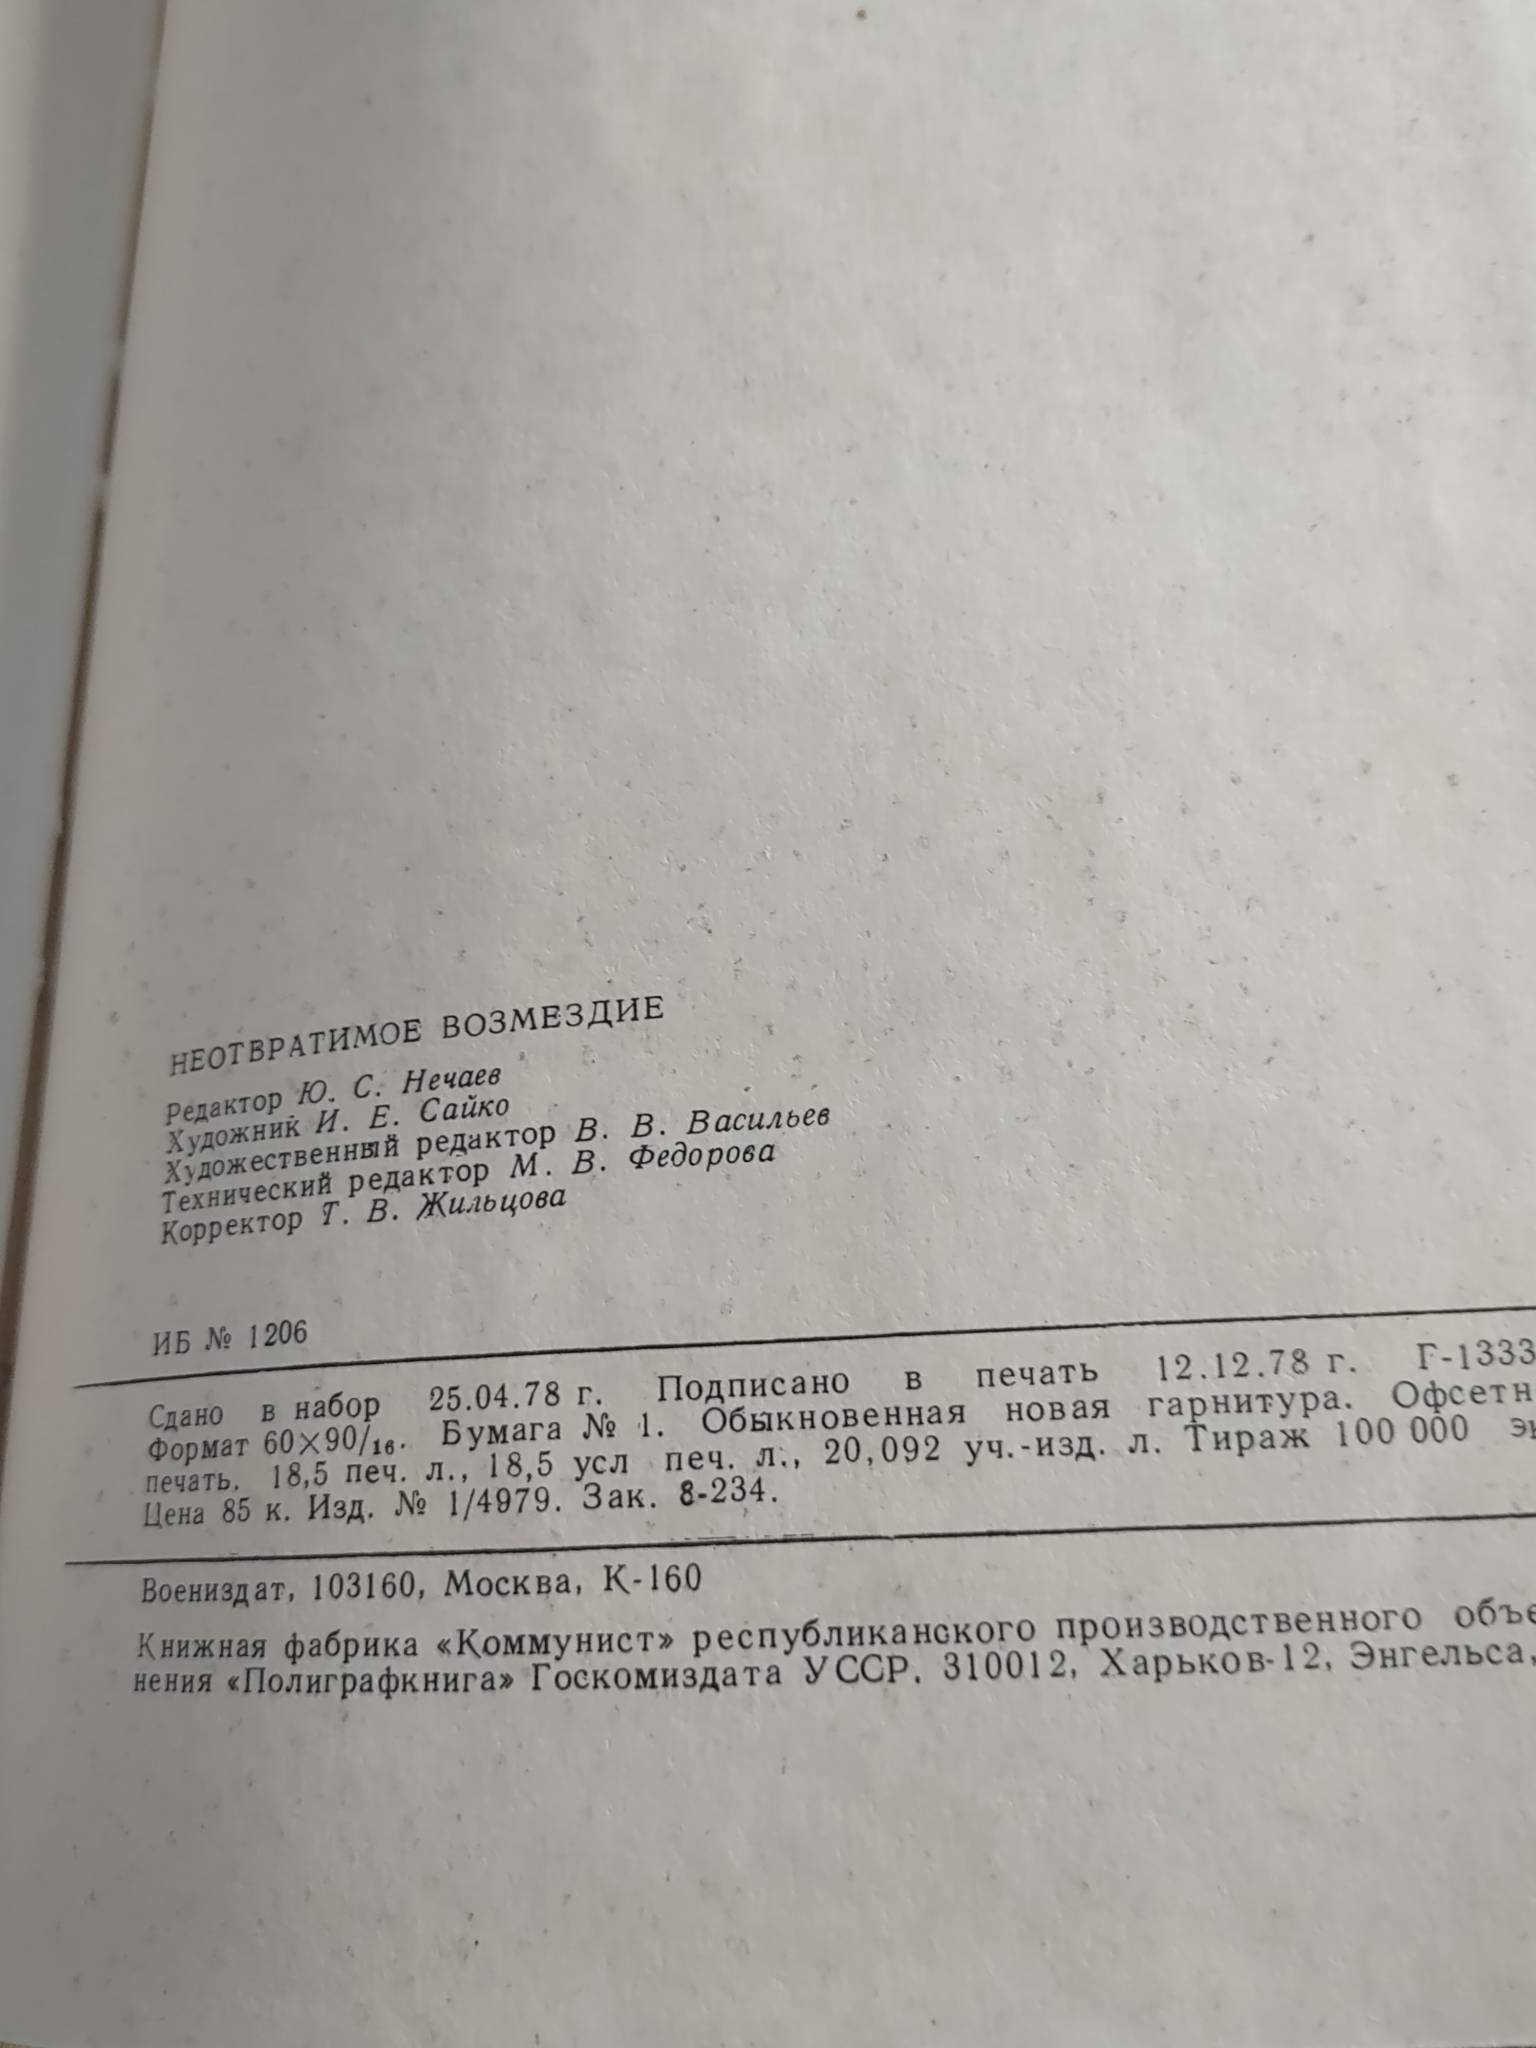 НЕОТВРАТИМОЕ ВОЗМЕЗДИЕ
Редактор Ю. С. Нечаев
Художник И. Е. Сайко
Художественный редактор В. В. Васильев
Технический редактор М. В. Федорова
Корректор Т. В. Жильцова
ИБ № 1206
Сдано в набор 25.04.78 г. Подписано в печать 12.12.78 г. Г-1333
Формат 60×90/16. Бумага № 1. Обыкновенная новая гарнитура. Офсетн
печать. 18,5 печ. л., 18,5 усл печ. л., 20,092 уч.-изд. л. Тираж 100 000 эк
Цена 85 к. Изд. № 1/4979. Зак. 8-234.
Воениздат, 103160, Москва, К-160
Книжная фабрика «Коммунист» республиканского производственного объе
нения «Полиграфкнига» Госкомиздата УССР. 310012, Харьков-12, Энгельса,